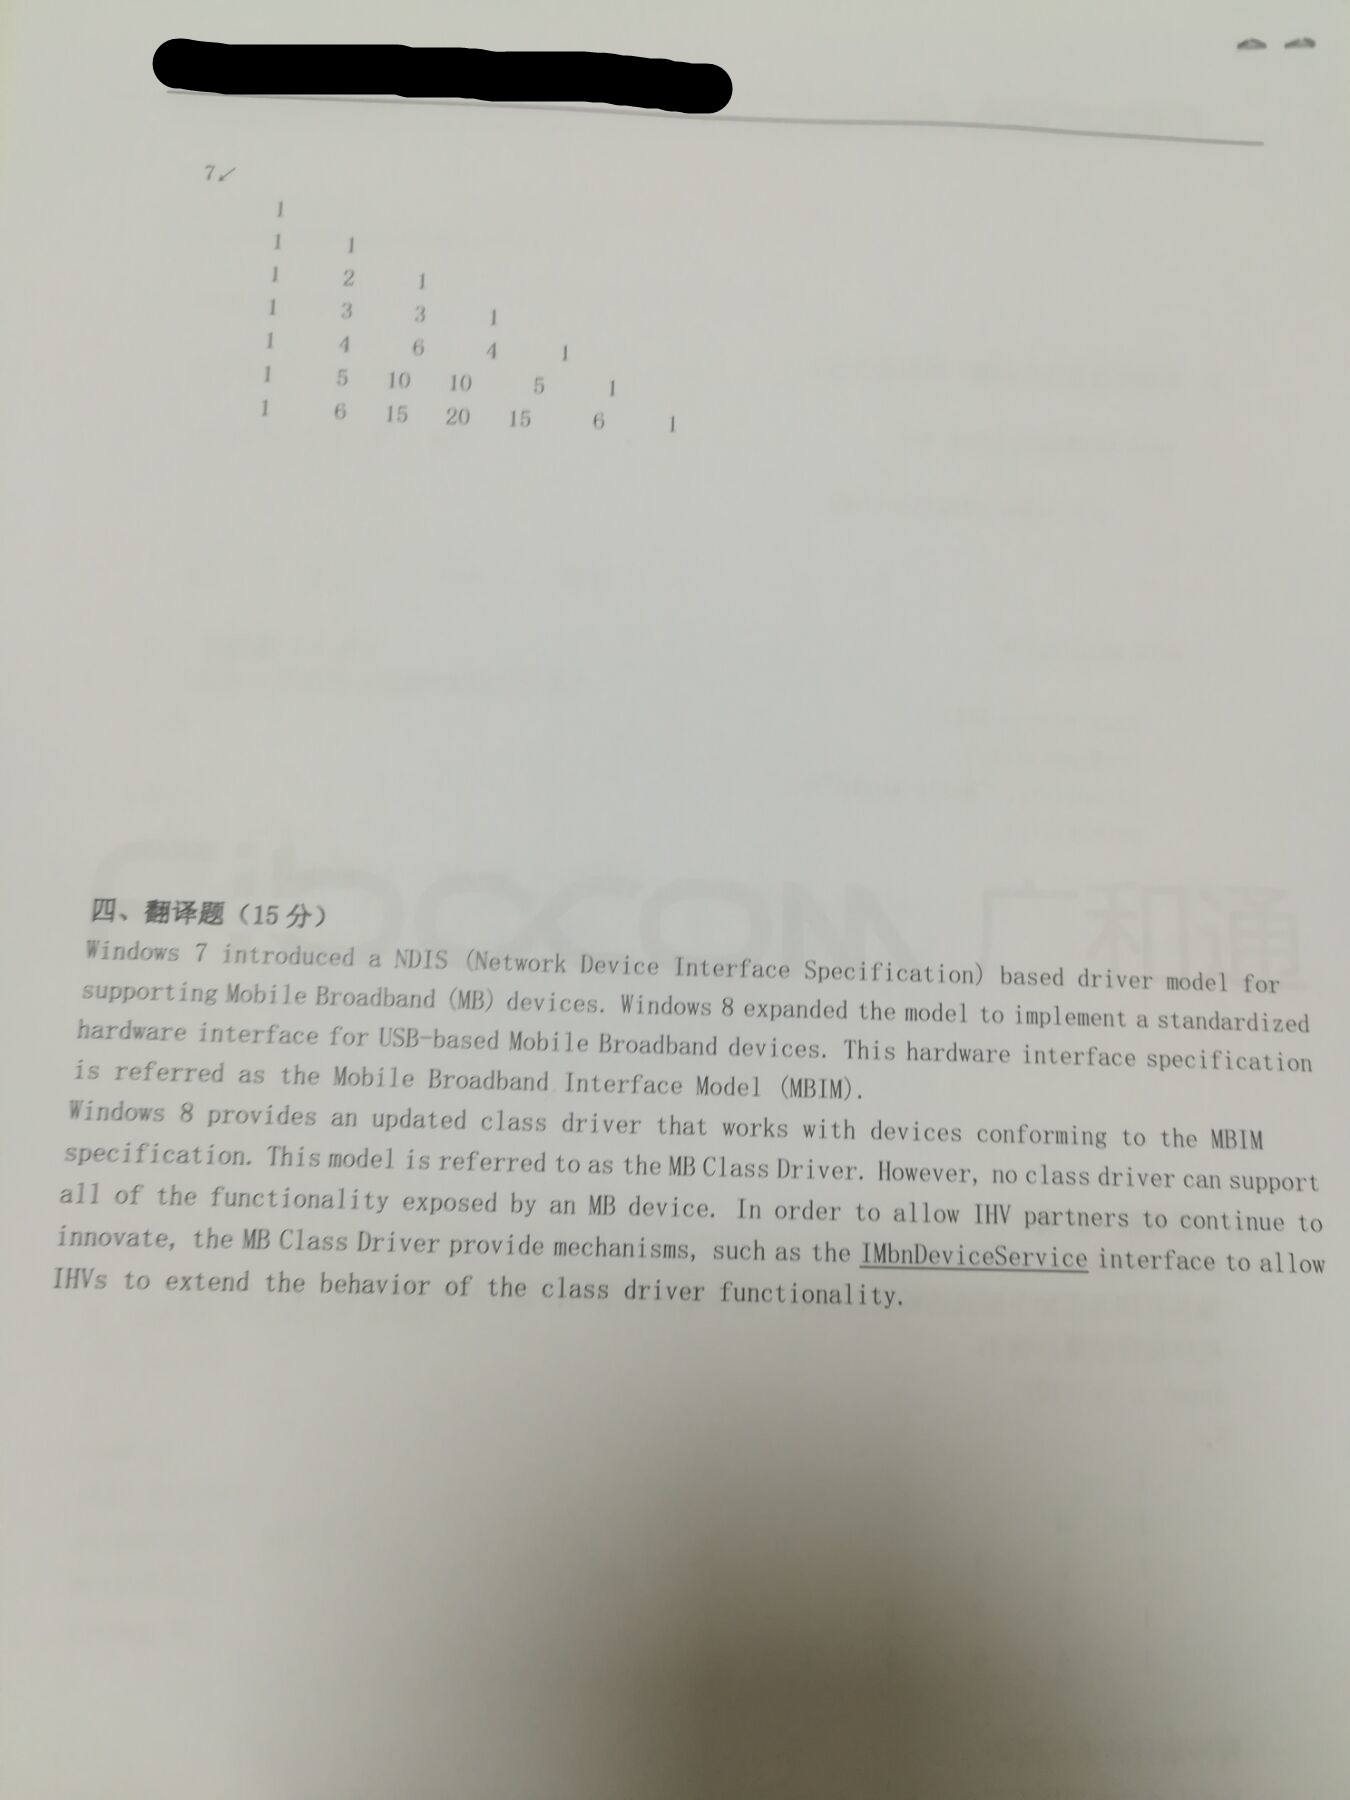 7↙
1
1 1
1 2 1
1 3 3 1
1 4 6 4 1
1 5 10 10 5 1
1 6 15 20 15 6 1
四、翻译题（15 分）
Windows 7 introduced a NDIS (Network Device Interface Specification) based driver model for
supporting Mobile Broadband (MB) devices. Windows 8 expanded the model to implement a standardized
hardware interface for USB-based Mobile Broadband devices. This hardware interface specification
is referred as the Mobile Broadband Interface Model (MBIM).
Windows 8 provides an updated class driver that works with devices conforming to the MBIM
specification. This model is referred to as the MB Class Driver. However, no class driver can support
all of the functionality exposed by an MB device. In order to allow IHV partners to continue to
innovate, the MB Class Driver provide mechanisms, such as the IMbnDeviceService interface to allow
IHVs to extend the behavior of the class driver functionality.